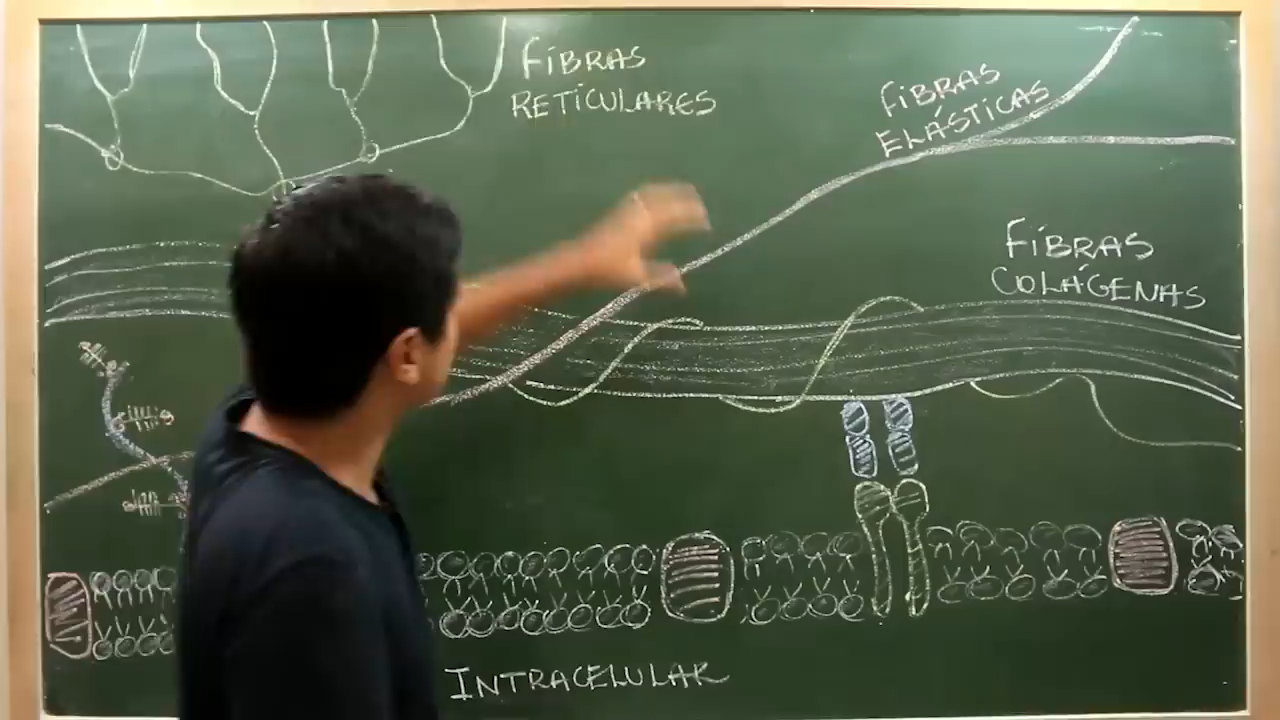 FIBRAS
RETICULARES
FIBRAS
ELÁSTICAS
FIBRAS
COLÁGENAS
INTRACELULAR